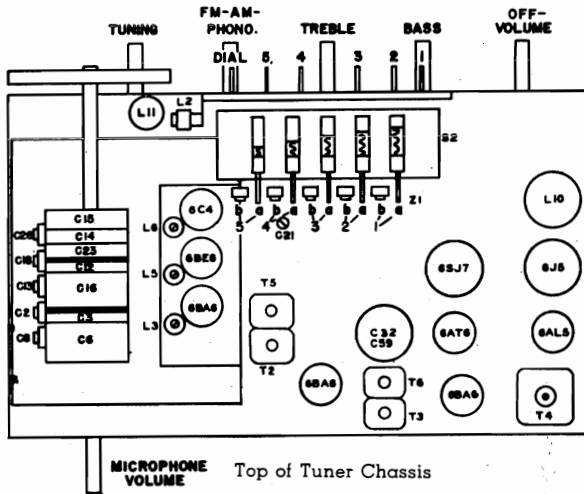 FM-AM- OFF-
TUNING PHONO. TREBLE BASS VOLUME
DIAL 5. 4 3 2 1
L11 L2
S2
Z1
b a b a b a b a b a
5 4 3 2 1
C21
C15
C14
C23
C12
C16
C3
C6
C26
C18
C13
C2
C8
L6 6C4
L5 6BE6
L3 6BA6
T5
T2
C32
C59
6BA6
T6
T3
6SJ7
6AT6
6BA6
L10
6J5
6AL5
T4
MICROPHONE
VOLUME
Top of Tuner Chassis